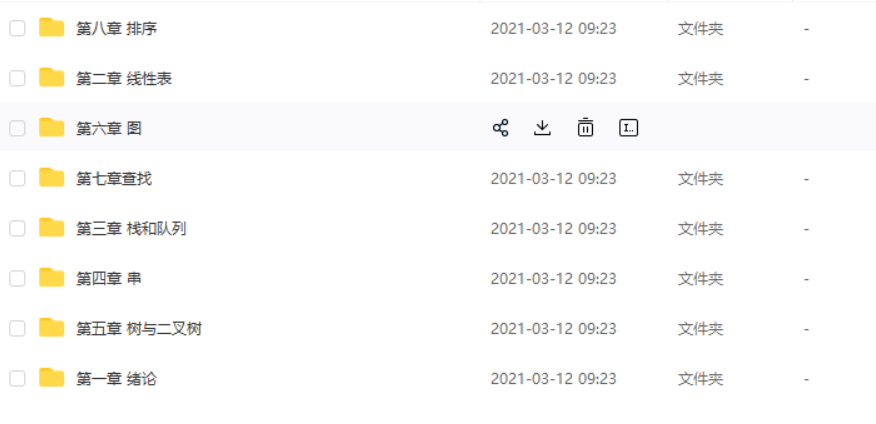 第八章 排序 2021-03-12 09:23 文件夹 -
第二章 线性表 2021-03-12 09:23 文件夹 -
第六章 图
第七章查找 2021-03-12 09:23 文件夹 -
第三章 栈和队列 2021-03-12 09:23 文件夹 -
第四章 串 2021-03-12 09:23 文件夹 -
第五章 树与二叉树 2021-03-12 09:23 文件夹 -
第一章 绪论 2021-03-12 09:23 文件夹 -